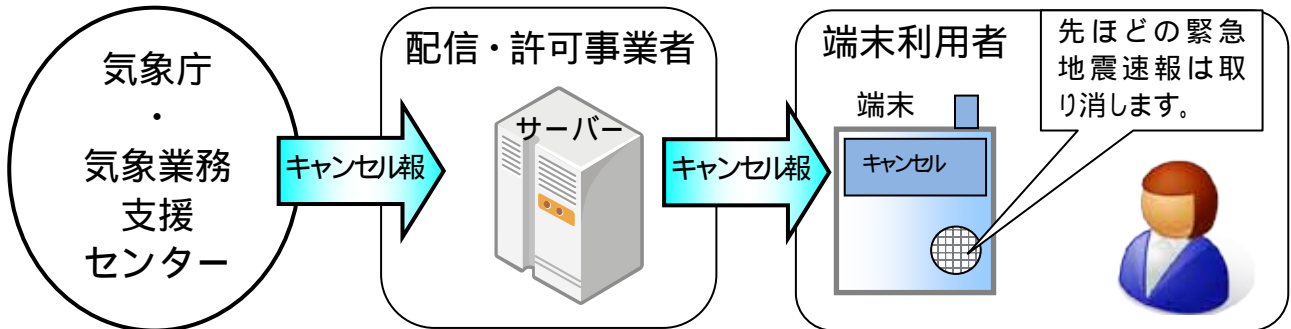 気象庁
・
気象業務
支援
センター
キャンセル報
配信・許可事業者
サーバー
キャンセル報
端末利用者
端末
キャンセル
先ほどの緊急
地震速報は取
り消します。